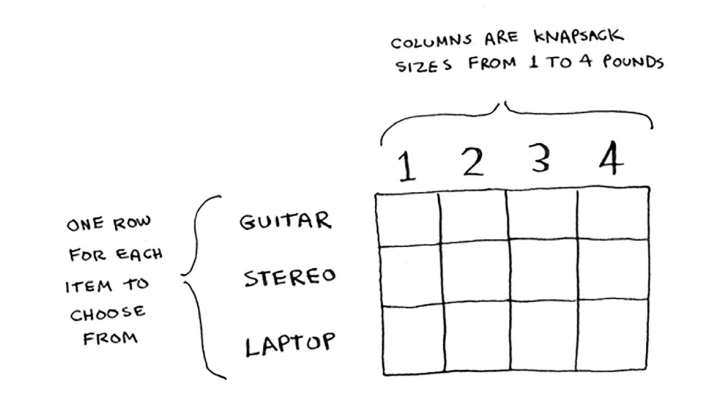 COLUMNS ARE KNAPSACK
SIZES FROM 1 TO 4 POUNDS
1 2 3 4
ONE ROW
FOR EACH
ITEM TO
CHOOSE
FROM
GUITAR
STEREO
LAPTOP